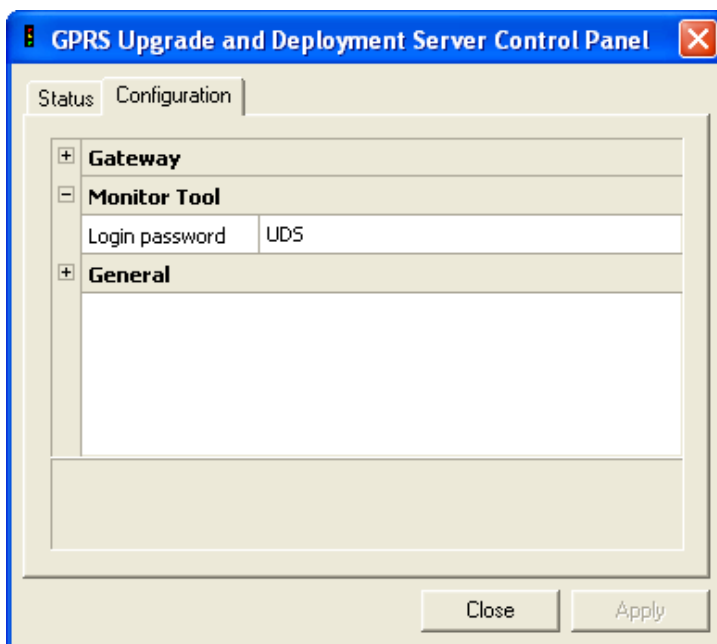 GPRS Upgrade and Deployment Server Control Panel
Status Configuration
Gateway
Monitor Tool
Login password UDS
General
Close Apply